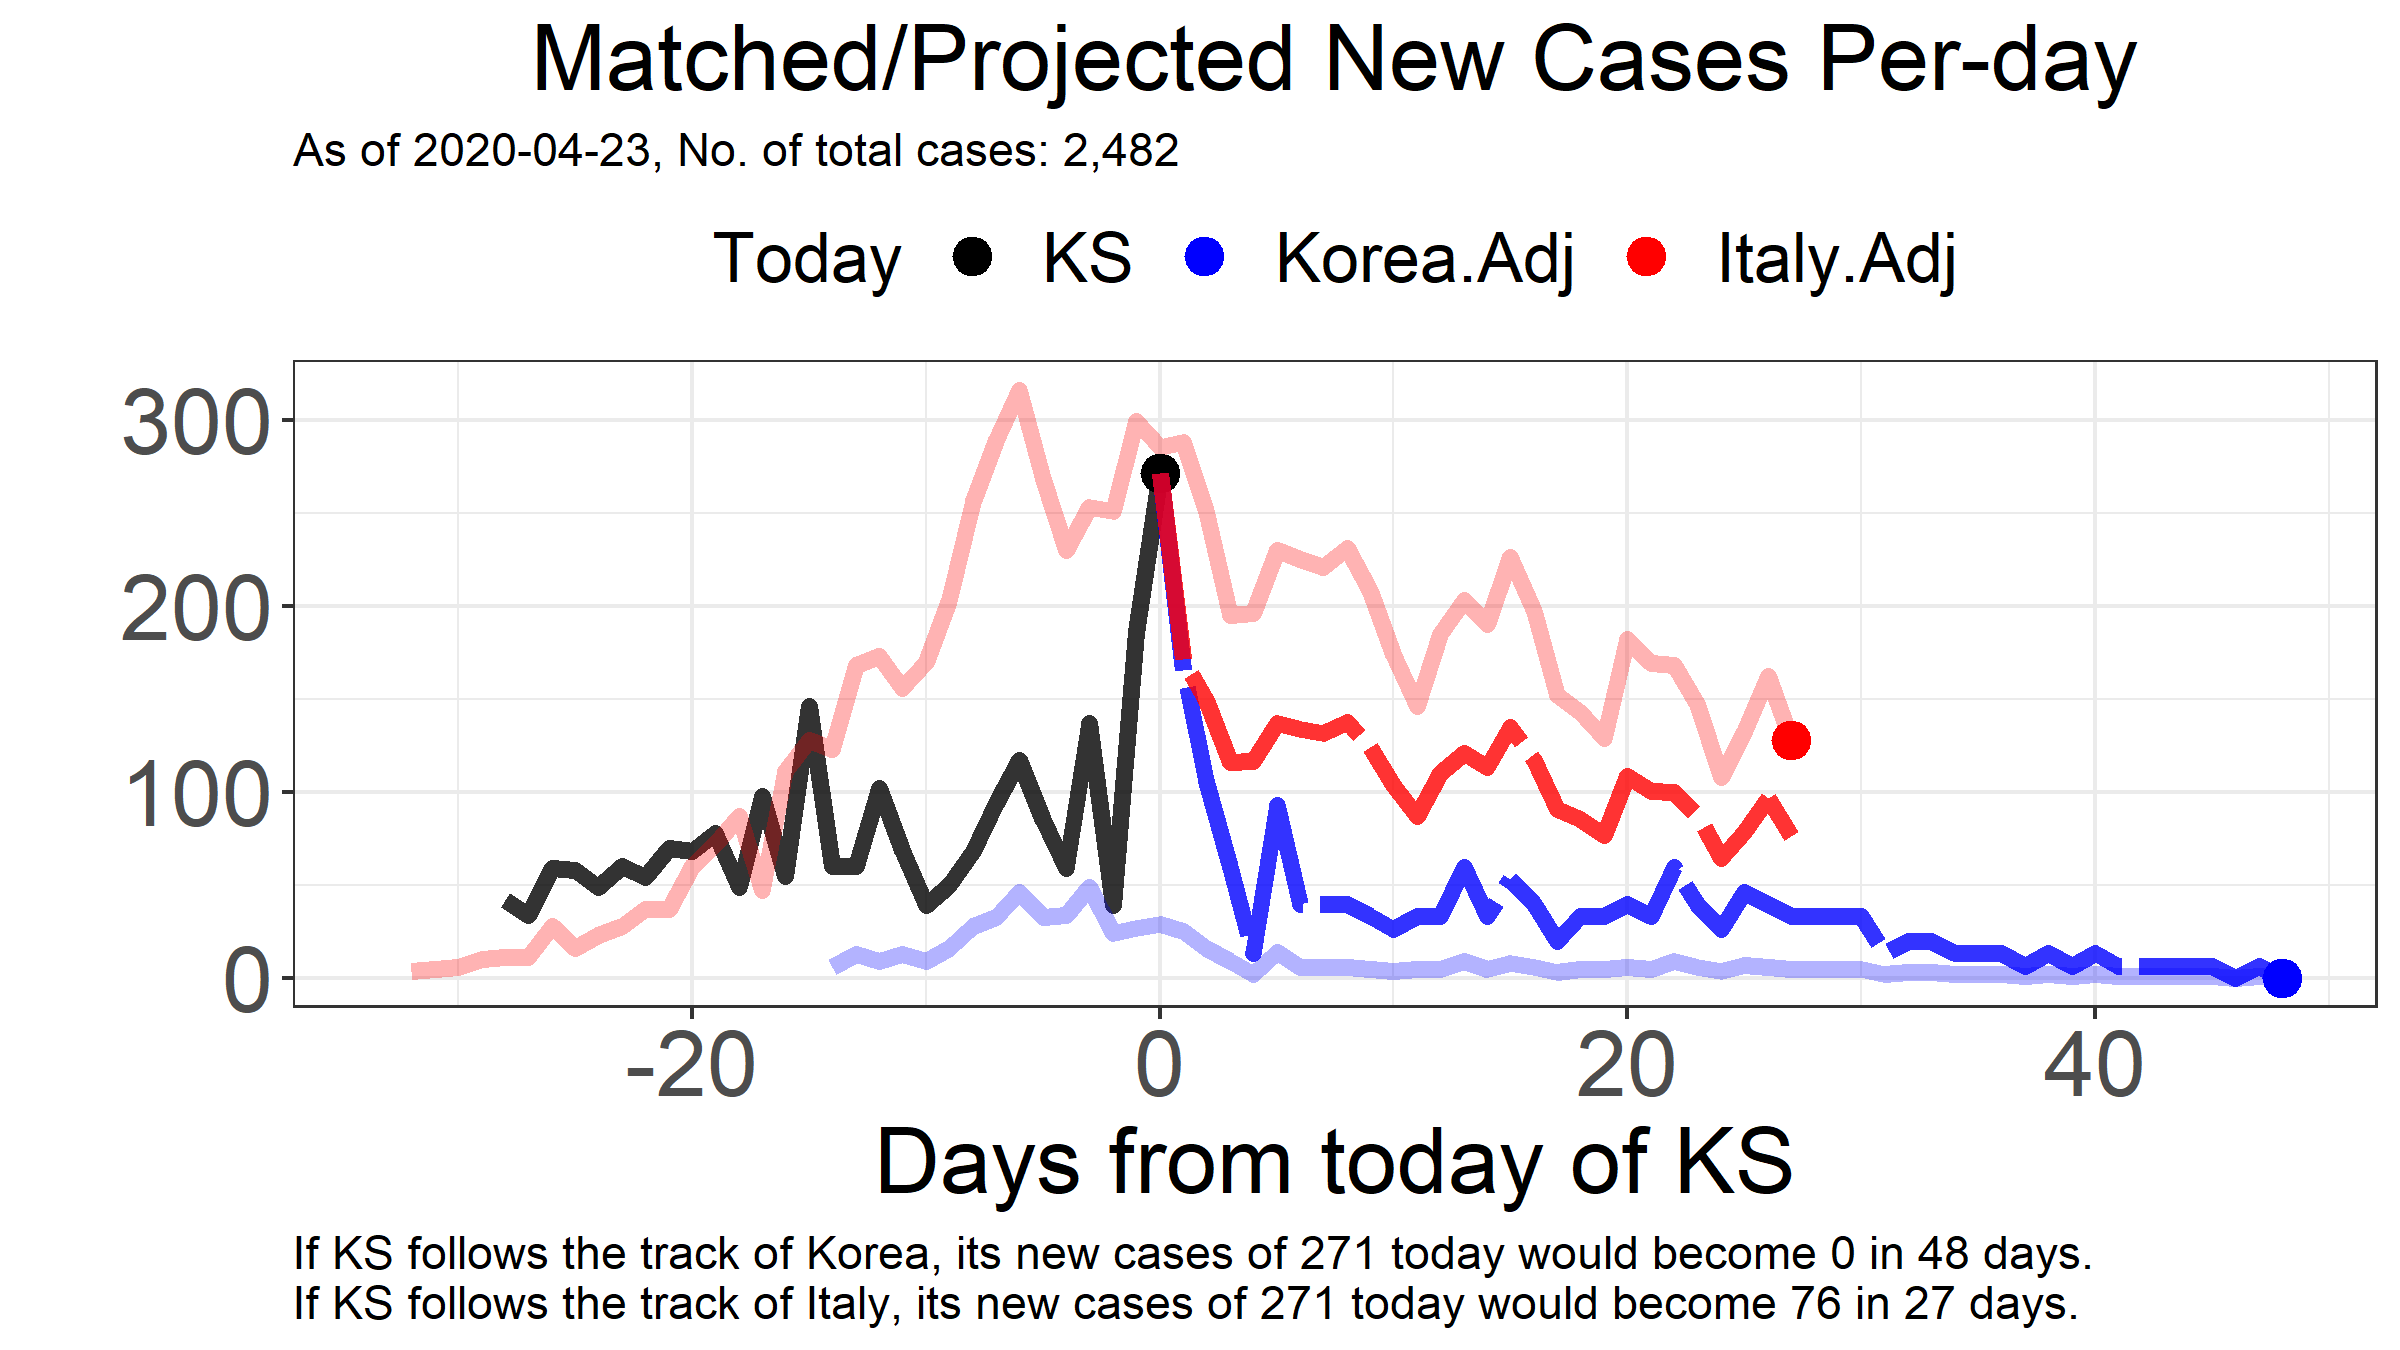 Matched/Projected New Cases Per-day
As of 2020-04-23, No. of total cases: 2,482
Today KS Korea.Adj Italy.Adj
300
200
100
0
-20 0 20 40
Days from today of KS
If KS follows the track of Korea, its new cases of 271 today would become 0 in 48 days.
If KS follows the track of Italy, its new cases of 271 today would become 76 in 27 days.